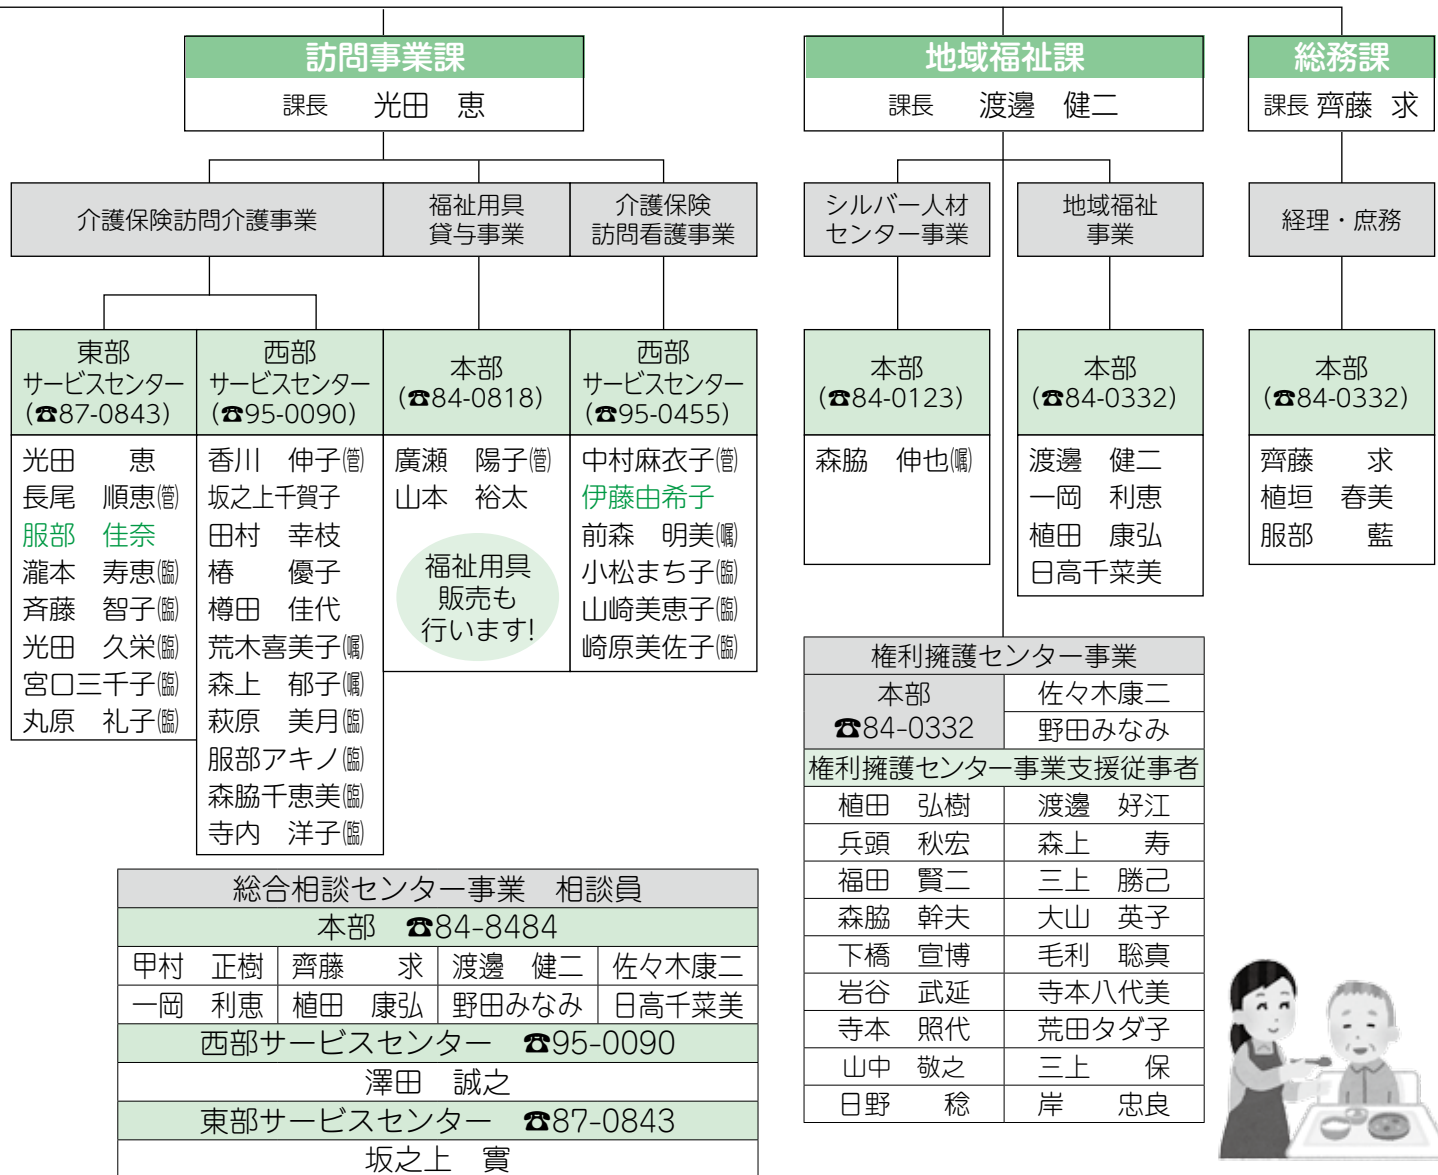 訪問事業課
課長　光田　恵
地域福祉課
課長　渡邊　健二
総務課
課長 齊藤　求
介護保険訪問介護事業
福祉用具
貸与事業
介護保険
訪問看護事業
シルバー人材
センター事業
地域福祉
事業
経理・庶務
東部
サービスセンター
(☎87-0843)
光田　　恵
長尾　順恵㊞
服部　佳奈
瀧本　寿恵(臨)
斉藤　智子(臨)
光田　久栄(臨)
宮口三千子(臨)
丸原　礼子(臨)
西部
サービスセンター
(☎95-0090)
香川　伸子(管)
坂之上千賀子
田村　幸枝
椿　　優子
樽田　佳代
荒木喜美子(嘱)
森上　郁子(嘱)
萩原　美月(臨)
服部アキノ(臨)
森脇千恵美(臨)
寺内　洋子(臨)
本部
(☎84-0818)
廣瀬　陽子(管)
山本　裕太
福祉用具
販売も
行います!
西部
サービスセンター
(☎95-0455)
中村麻衣子(管)
伊藤由希子
前森　明美(嘱)
小松まち子(臨)
山崎美恵子(臨)
崎原美佐子(臨)
本部
(☎84-0123)
森脇　伸也(嘱)
本部
(☎84-0332)
渡邊　健二
一岡　利恵
植田　康弘
日高千菜美
本部
(☎84-0332)
齊藤　　求
植垣　春美
服部　　藍
権利擁護センター事業
本部
☎84-0332
佐々木康二
野田みなみ
権利擁護センター事業支援従事者
植田　弘樹　渡邊　好江
兵頭　秋宏　森上　　寿
福田　賢二　三上　勝己
森脇　幹夫　大山　英子
下橋　宣博　毛利　聡真
岩谷　武延　寺本八代美
寺本　照代　荒田タダ子
山中　敬之　三上　　保
日野　　稔　岸　　忠良
総合相談センター事業　相談員
本部　☎84-8484
甲村　正樹　齊藤　　求　渡邊　健二　佐々木康二
一岡　利恵　植田　康弘　野田みなみ　日高千菜美
西部サービスセンター　☎95-0090
澤田　誠之
東部サービスセンター　☎87-0843
坂之上　實